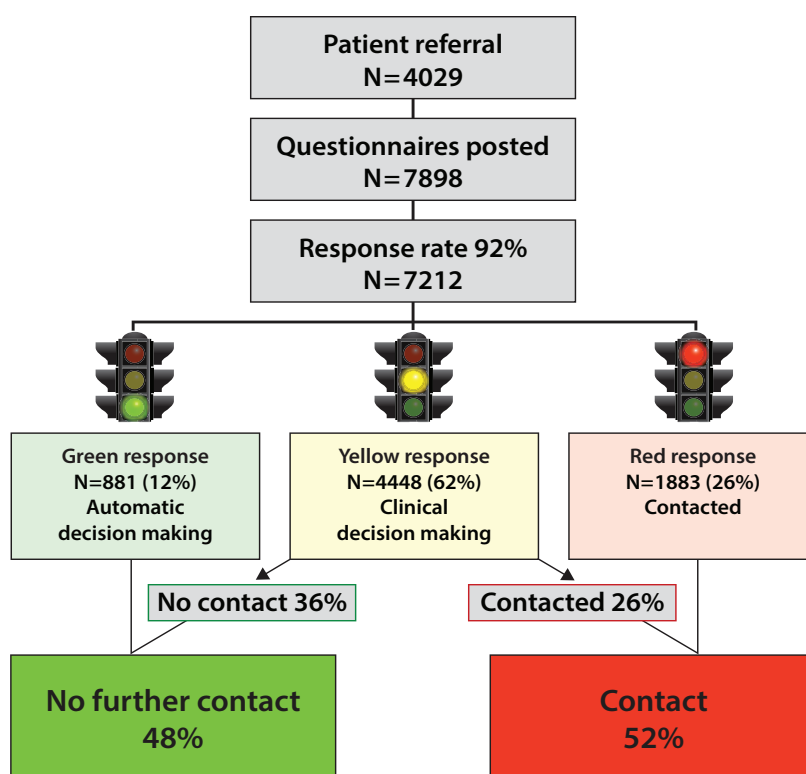 Patient referral
N=4029
Questionnaires posted
N=7898
Response rate 92%
N=7212
Green response
N=881 (12%)
Automatic
decision making
Yellow response
N=4448 (62%)
Clinical
decision making
Red response
N=1883 (26%)
Contacted
No contact 36%
Contacted 26%
No further contact
48%
Contact
52%